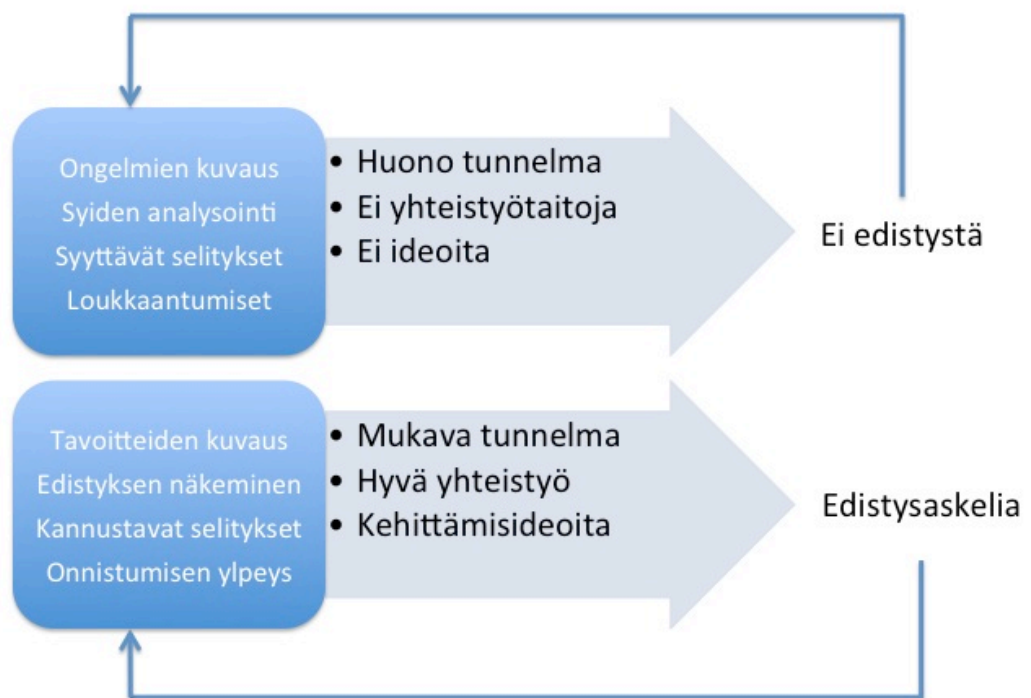 Ongelmien kuvaus
Syiden analysointi
Syyttävät selitykset
Loukkaantumiset
• Huono tunnelma
• Ei yhteistyötaitoja
• Ei ideoita
Ei edistystä
Tavoitteiden kuvaus
Edistyksen näkeminen
Kannustavat selitykset
Onnistumisen ylpeys
• Mukava tunnelma
• Hyvä yhteistyö
• Kehittämisideoita
Edistysaskelia